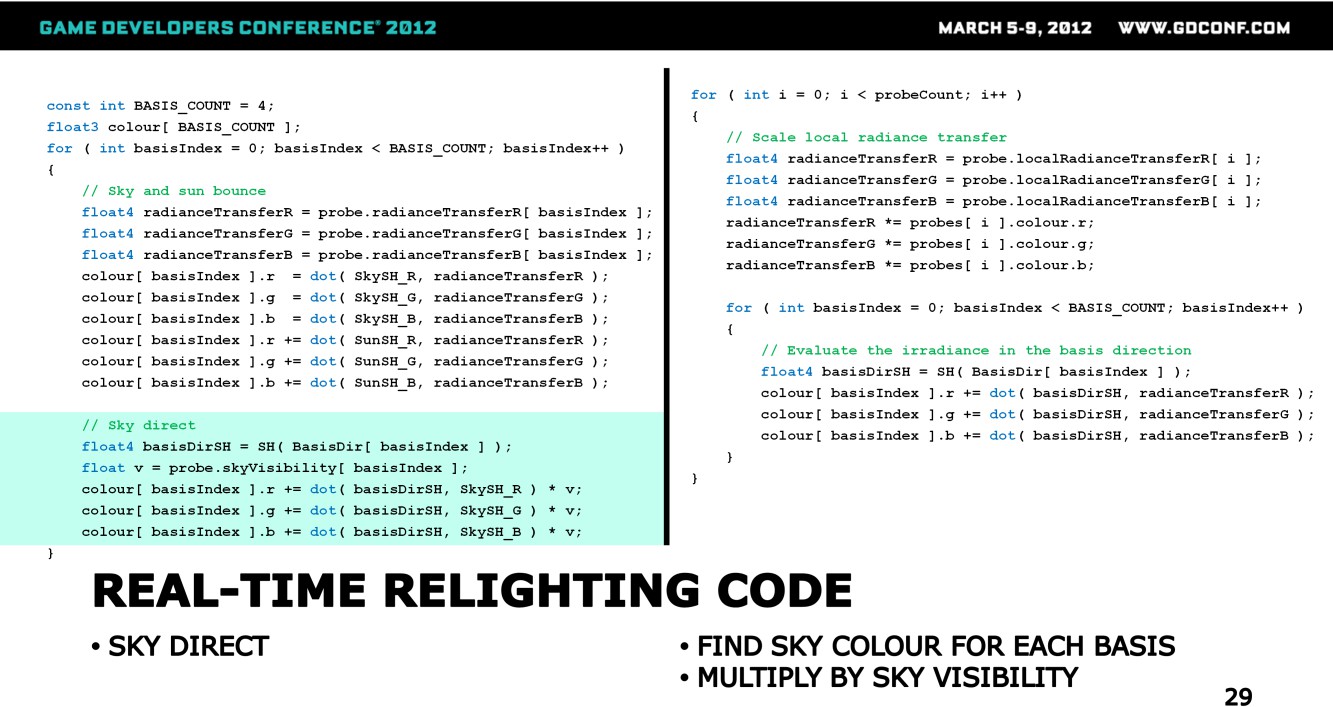 GAME DEVELOPERS CONFERENCE® 2012
MARCH 5-9, 2012 WWW.GDCONF.COM
const int BASIS_COUNT = 4;
float3 colour[ BASIS_COUNT ];
for ( int basisIndex = 0; basisIndex < BASIS_COUNT; basisIndex++ )
{
    // Sky and sun bounce
    float4 radianceTransferR = probe.radianceTransferR[ basisIndex ];
    float4 radianceTransferG = probe.radianceTransferG[ basisIndex ];
    float4 radianceTransferB = probe.radianceTransferB[ basisIndex ];
    colour[ basisIndex ].r  = dot( SkySH_R, radianceTransferR );
    colour[ basisIndex ].g  = dot( SkySH_G, radianceTransferG );
    colour[ basisIndex ].b  = dot( SkySH_B, radianceTransferB );
    colour[ basisIndex ].r += dot( SunSH_R, radianceTransferR );
    colour[ basisIndex ].g += dot( SunSH_G, radianceTransferG );
    colour[ basisIndex ].b += dot( SunSH_B, radianceTransferB );
    // Sky direct
    float4 basisDirSH = SH( BasisDir[ basisIndex ] );
    float v = probe.skyVisibility[ basisIndex ];
    colour[ basisIndex ].r += dot( basisDirSH, SkySH_R ) * v;
    colour[ basisIndex ].g += dot( basisDirSH, SkySH_G ) * v;
    colour[ basisIndex ].b += dot( basisDirSH, SkySH_B ) * v;
}
for ( int i = 0; i < probeCount; i++ )
{
    // Scale local radiance transfer
    float4 radianceTransferR = probe.localRadianceTransferR[ i ];
    float4 radianceTransferG = probe.localRadianceTransferG[ i ];
    float4 radianceTransferB = probe.localRadianceTransferB[ i ];
    radianceTransferR *= probes[ i ].colour.r;
    radianceTransferG *= probes[ i ].colour.g;
    radianceTransferB *= probes[ i ].colour.b;
    for ( int basisIndex = 0; basisIndex < BASIS_COUNT; basisIndex++ )
    {
        // Evaluate the irradiance in the basis direction
        float4 basisDirSH = SH( BasisDir[ basisIndex ] );
        colour[ basisIndex ].r += dot( basisDirSH, radianceTransferR );
        colour[ basisIndex ].g += dot( basisDirSH, radianceTransferG );
        colour[ basisIndex ].b += dot( basisDirSH, radianceTransferB );
    }
}
REAL-TIME RELIGHTING CODE
• SKY DIRECT
• FIND SKY COLOUR FOR EACH BASIS
• MULTIPLY BY SKY VISIBILITY
29